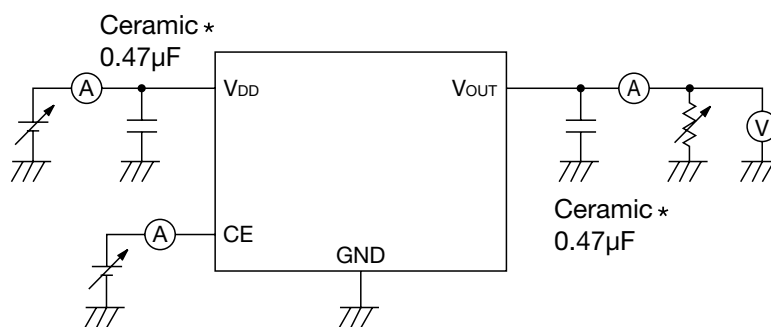 Ceramic *
0.47µF
A
VDD
VOUT
A
V
A
CE
GND
Ceramic *
0.47µF